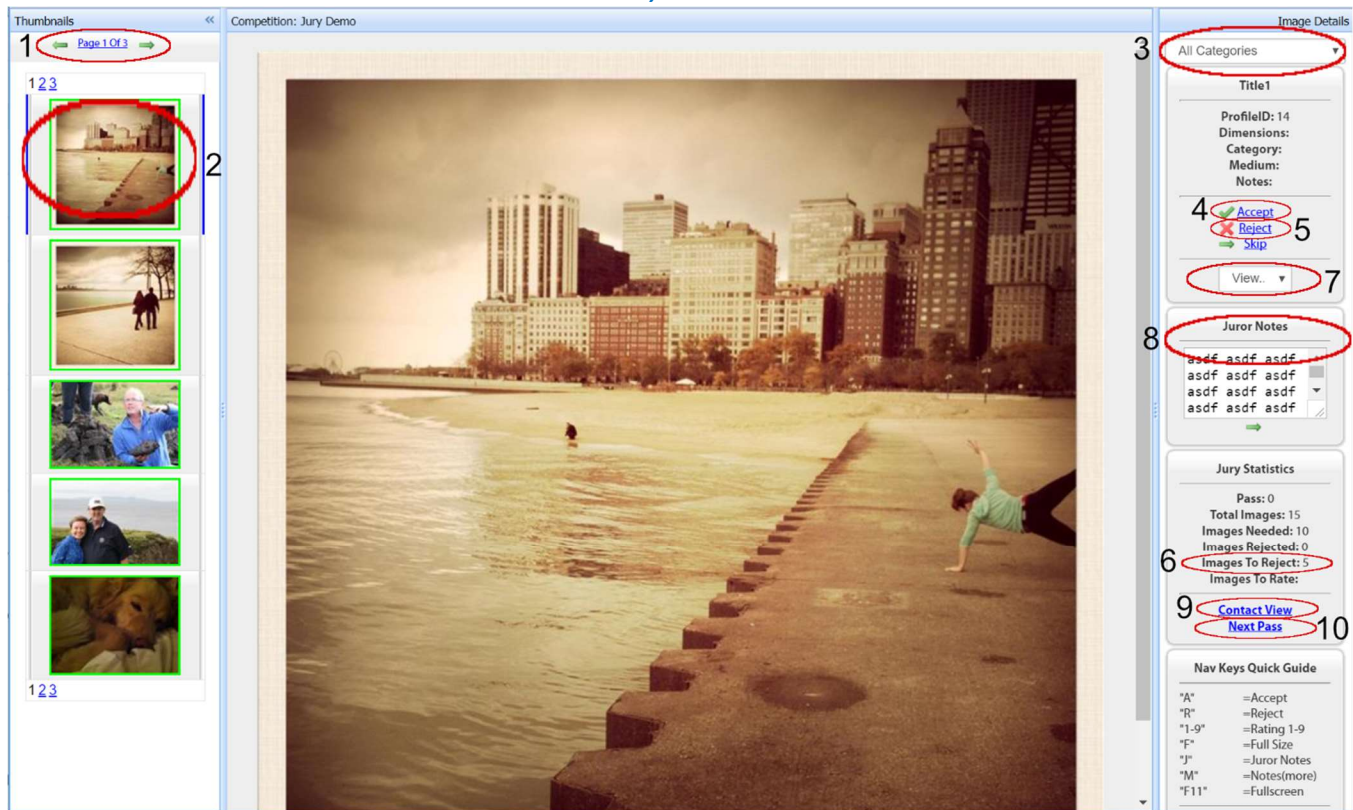 Thumbnails
1
Page 1 Of 3
1 2 3
2
1 2 3
Competition: Jury Demo
Image Details
3
All Categories
Title1
ProfileID: 14
Dimensions:
Category:
Medium:
Notes:
4
Accept
Reject
5
Skip
View..
7
8
Juror Notes
asdf asdf asdf
asdf asdf asdf
asdf asdf asdf
asdf asdf asdf
Jury Statistics
Pass: 0
Total Images: 15
Images Needed: 10
Images Rejected: 0
6
Images To Reject: 5
Images To Rate:
9
Contact View
Next Pass
10
Nav Keys Quick Guide
"A" =Accept
"R" =Reject
"1-9" =Rating 1-9
"F" =Full Size
"J" =Juror Notes
"M" =Notes(more)
"F11" =Fullscreen